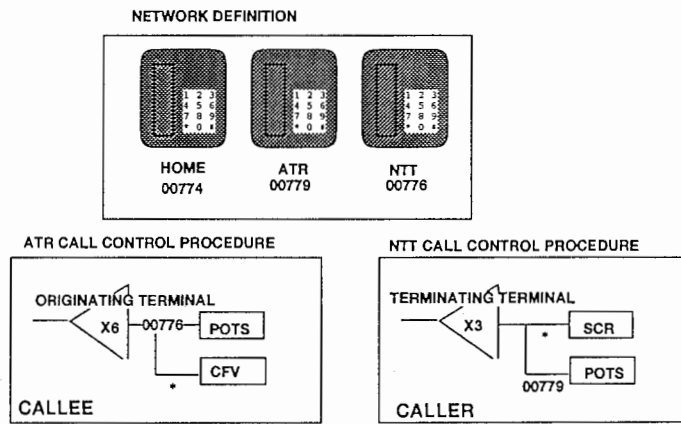 NETWORK DEFINITION
1 2 3
4 5 6
7 8 9
* 0 #
1 2 3
4 5 6
7 8 9
* 0 #
1 2 3
4 5 6
7 8 9
* 0 #
HOME
00774
ATR
00779
NTT
00776
ATR CALL CONTROL PROCEDURE
ORIGINATING TERMINAL
X6
00776
POTS
CFV
*
CALLEE
NTT CALL CONTROL PROCEDURE
TERMINATING TERMINAL
X3
*
SCR
00779
POTS
CALLER